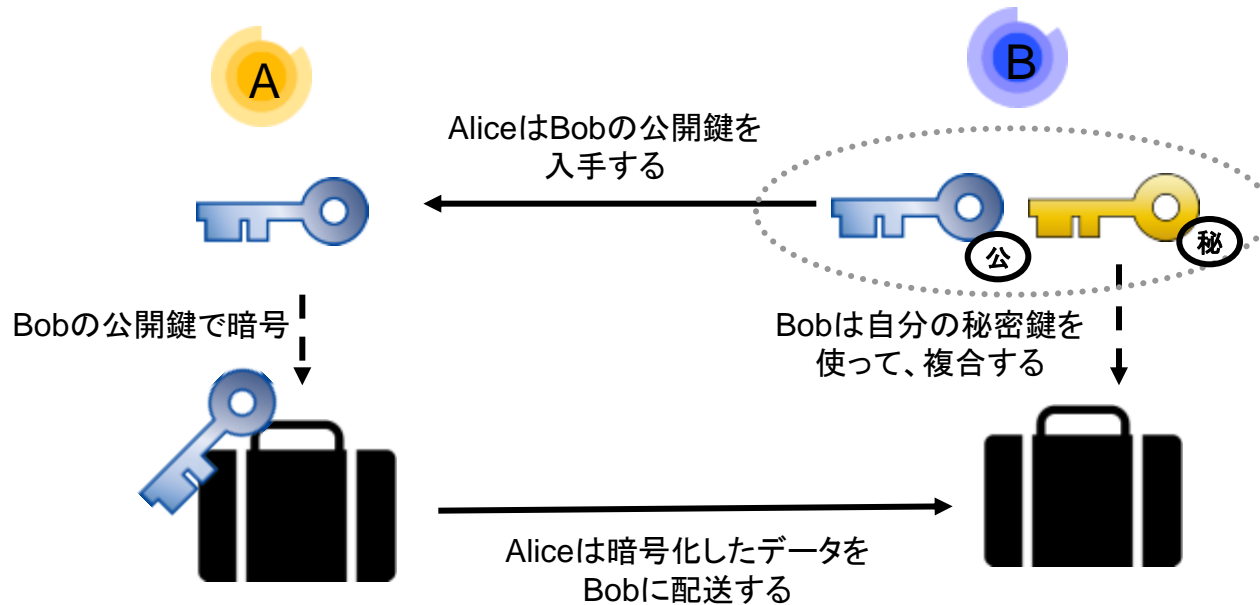 A
B
AliceはBobの公開鍵を
入手する
公
秘
Bobの公開鍵で暗号
Bobは自分の秘密鍵を
使って、複合する
Aliceは暗号化したデータを
Bobに配送する